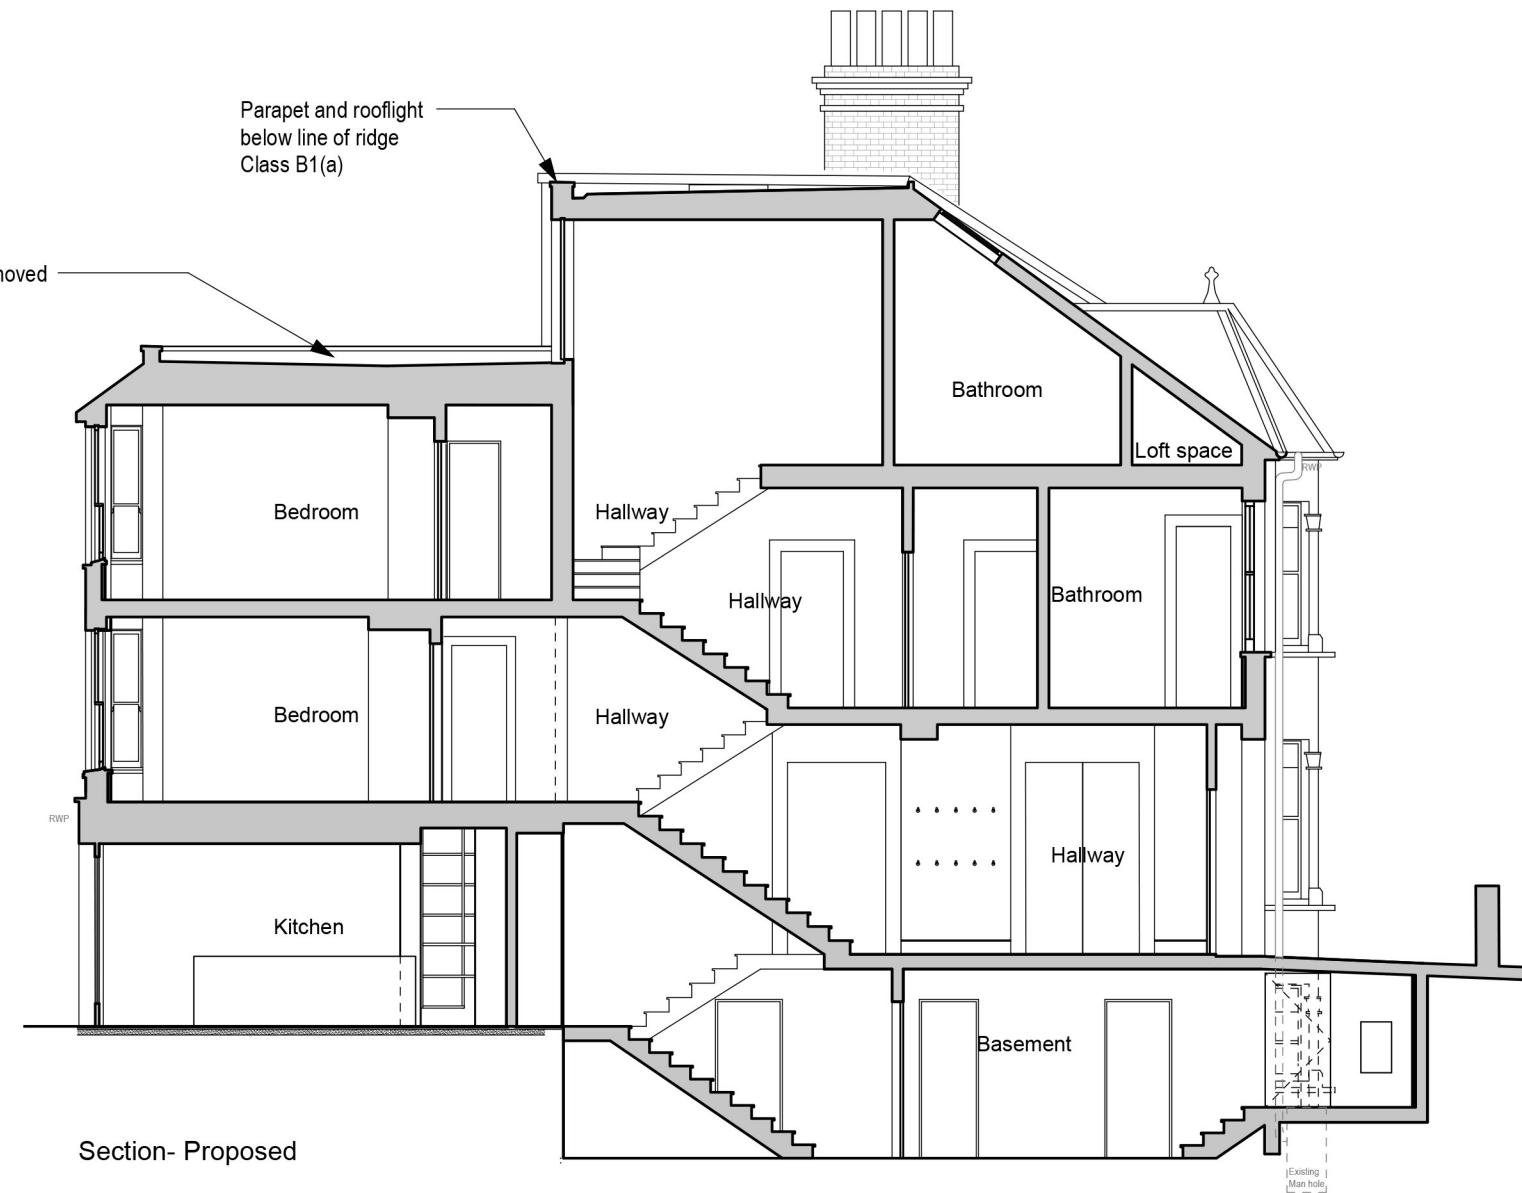 Parapet and rooflight
below line of ridge
Class B1(a)
Bathroom
Loft space
RWP
Bedroom
Hallway
Hallway
Bathroom
Bedroom
Hallway
RWP
Hallway
Kitchen
Basement
Section- Proposed
Existing
Man hole